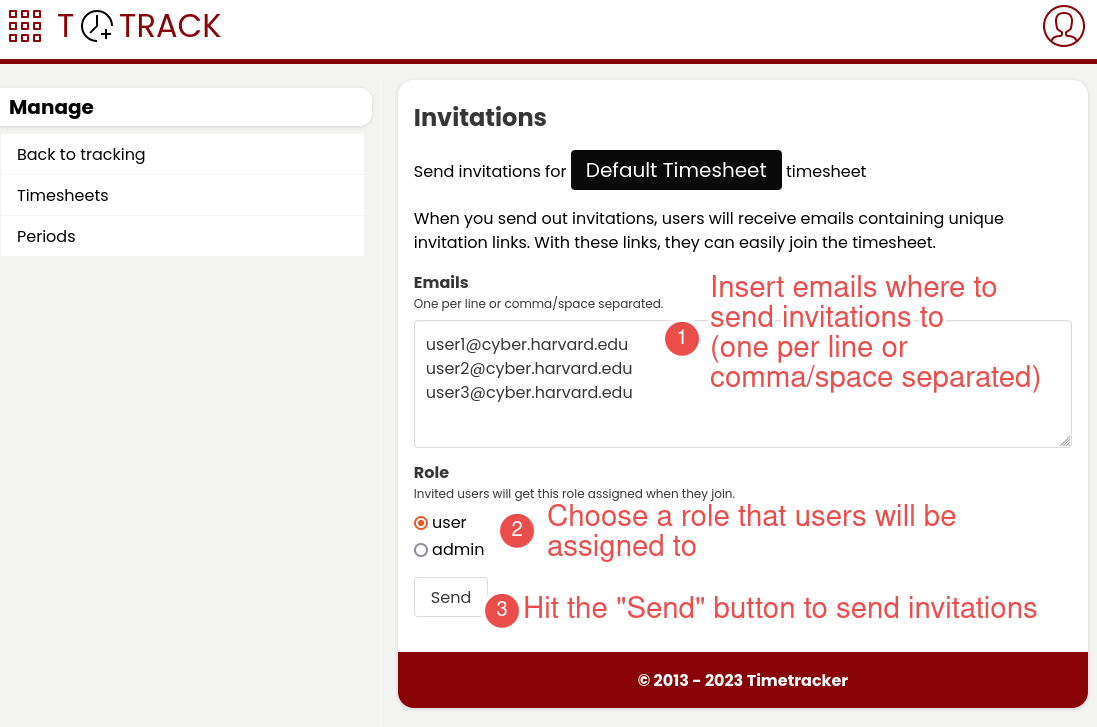 T TRACK
Manage
Back to tracking
Timesheets
Periods
Invitations
Send invitations for Default Timesheet timesheet
When you send out invitations, users will receive emails containing unique
invitation links. With these links, they can easily join the timesheet.
Emails
One per line or comma/space separated.
user1@cyber.harvard.edu
user2@cyber.harvard.edu
user3@cyber.harvard.edu
1
Insert emails where to
send invitations to
(one per line or
comma/space separated)
Role
Invited users will get this role assigned when they join.
user
admin
2
Choose a role that users will be
assigned to
Send
3 Hit the "Send" button to send invitations
© 2013 - 2023 Timetracker